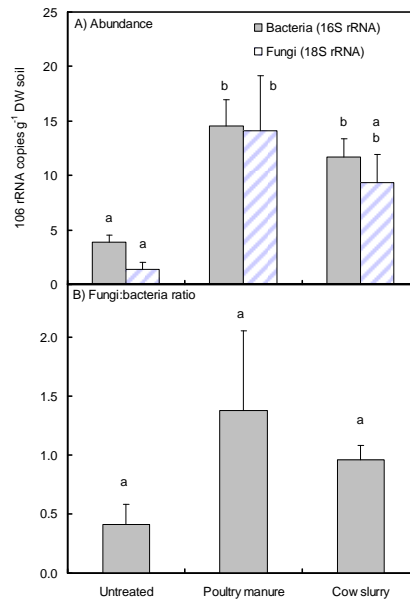 A) Abundance
Bacteria (16S rRNA)
Fungi (18S rRNA)
106 rRNA copies g-1 DW soil
25
20
15
10
5
0
a
a
b
b
b
a
b
B) Fungi:bacteria ratio
2.0
1.5
1.0
0.5
0.0
a
a
a
Untreated
Poultry manure
Cow slurry